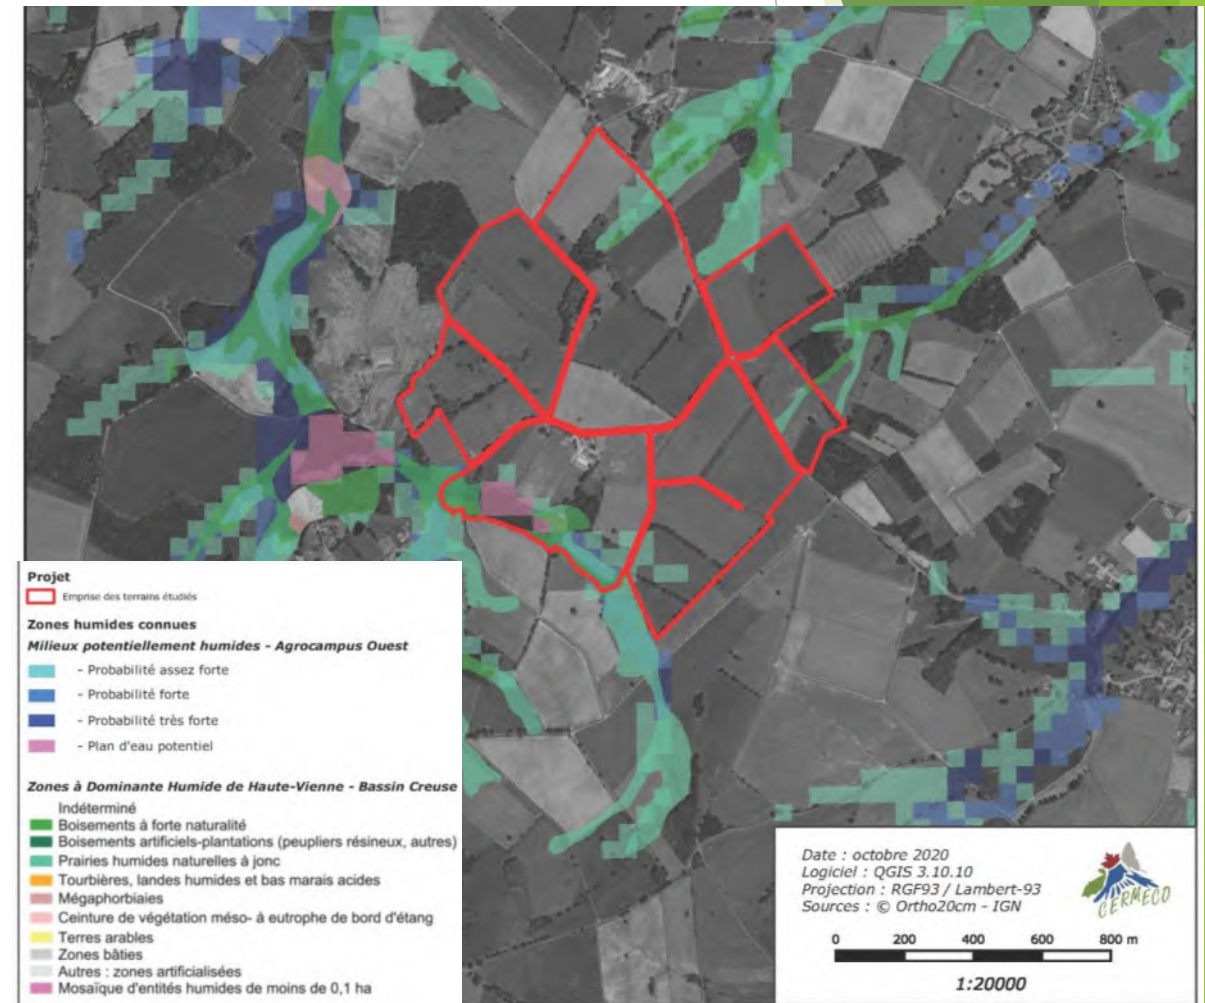 Projet
Emprise des terrains étudiés
Zones humides connues
Milieux potentiellement humides - Agrocampus Ouest
- Probabilité assez forte
- Probabilité forte
- Probabilité très forte
- Plan d'eau potentiel
Zones à Dominante Humide de Haute-Vienne - Bassin Creuse
Indéterminé
Boisements à forte naturalité
Boisements artificiels-plantations (peupliers résineux, autres)
Prairies humides naturelles à jonc
Tourbières, landes humides et bas marais acides
Mégaphorbiaies
Ceinture de végétation méso- à eutrophe de bord d'étang
Terres arables
Zones bâties
Autres : zones artificialisées
Mosaïque d'entités humides de moins de 0,1 ha
Date : octobre 2020
Logiciel : QGIS 3.10.10
Projection : RGF93 / Lambert-93
Sources : © Ortho20cm - IGN
CERMECO
0 200 400 600 800 m
1:20000